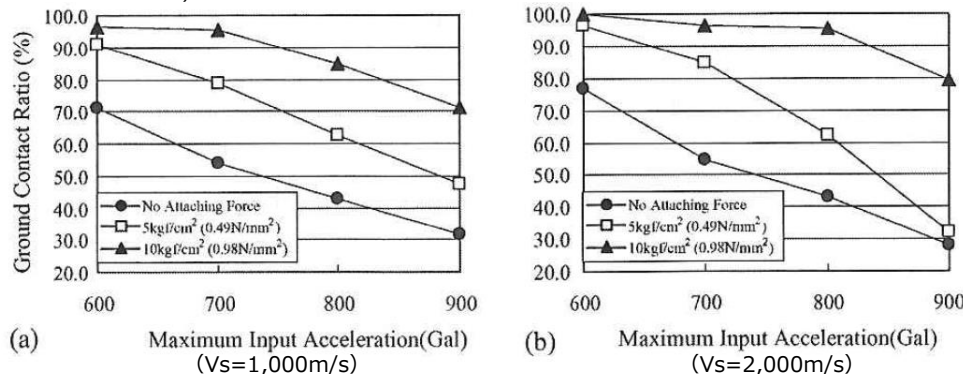 Ground Contact Ratio (%)
100.0
90.0
80.0
70.0
60.0
50.0
40.0
30.0
20.0
No Attaching Force
5kgf/cm² (0.49N/mm²)
10kgf/cm² (0.98N/mm²)
600 700 800 900
(a) Maximum Input Acceleration(Gal)
(Vs=1,000m/s)
100.0
90.0
80.0
70.0
60.0
50.0
40.0
30.0
20.0
No Attaching Force
5kgf/cm² (0.49N/mm²)
10kgf/cm² (0.98N/mm²)
600 700 800 900
(b) Maximum Input Acceleration(Gal)
(Vs=2,000m/s)